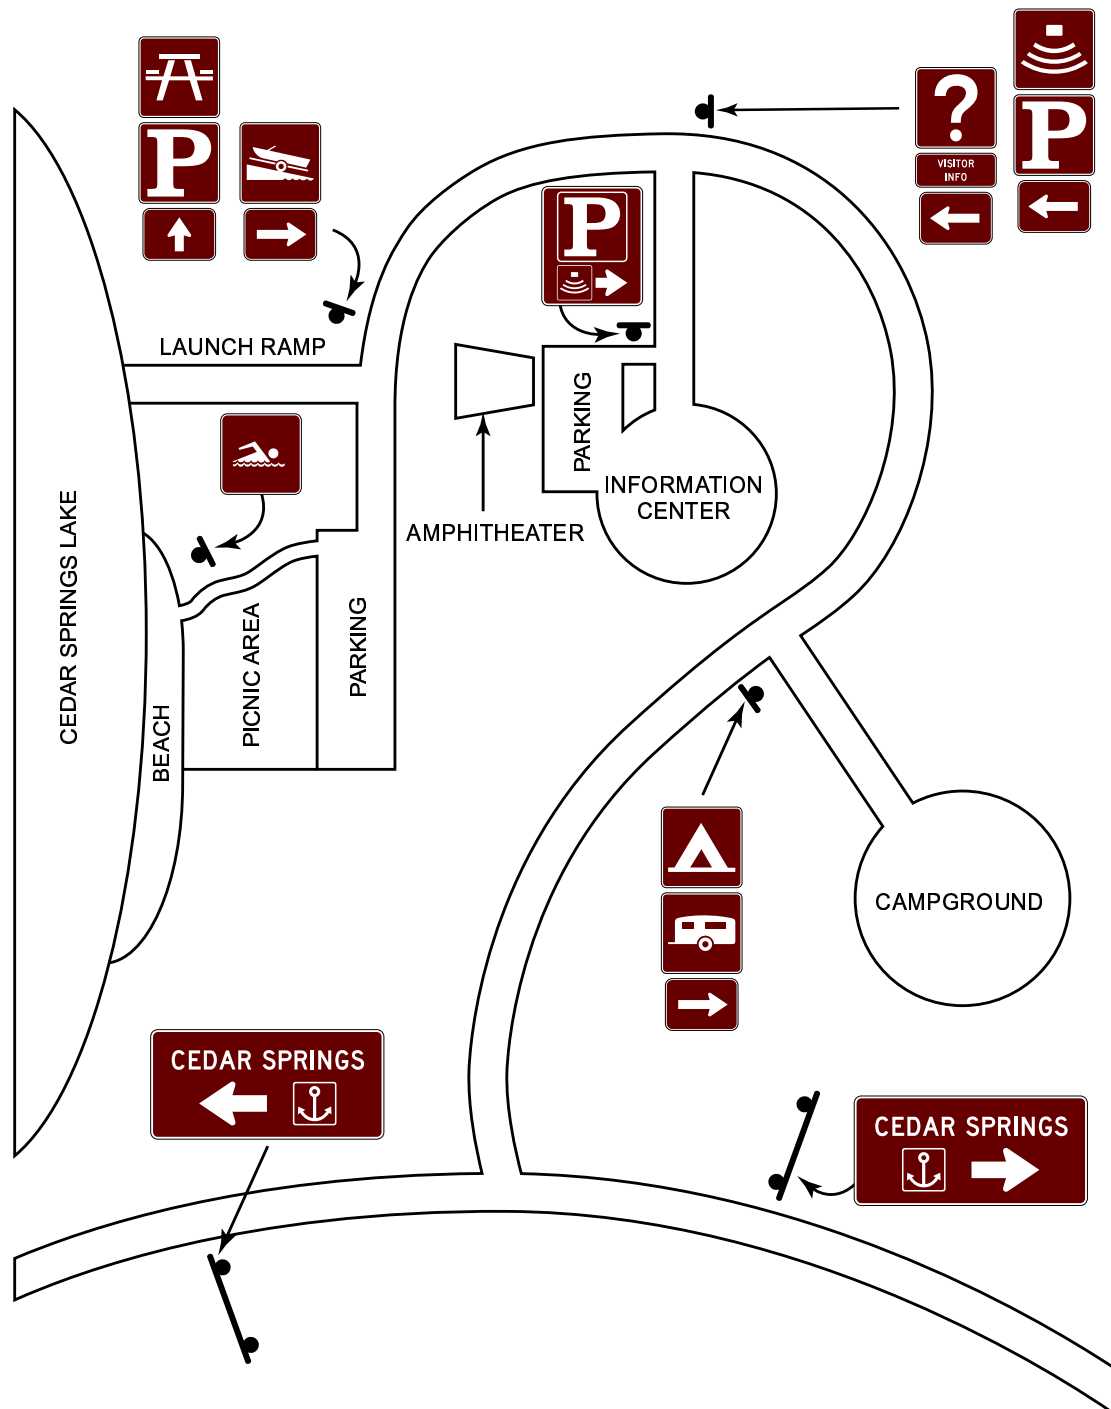 P
VISITOR
INFO
P
P
LAUNCH RAMP
PARKING
INFORMATION
CENTER
AMPHITHEATER
CEDAR SPRINGS LAKE
PICNIC AREA
PARKING
BEACH
CAMPGROUND
CEDAR SPRINGS
CEDAR SPRINGS